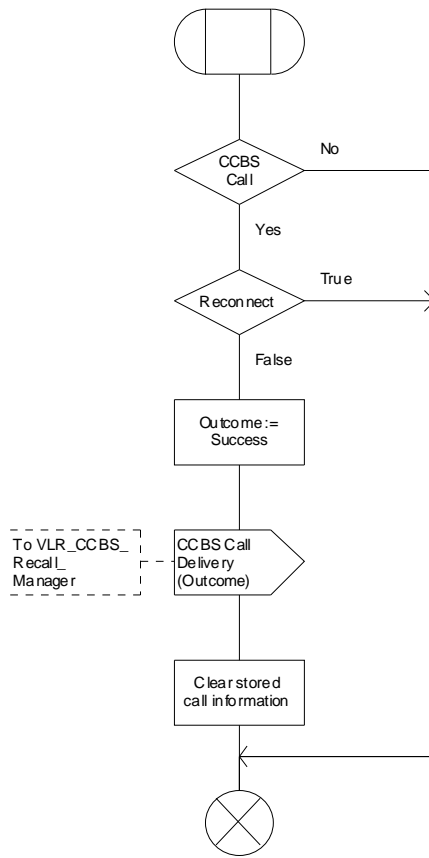 CCBS
Call
No
Yes
Reconnect
True
False
Outcome :=
Success
To VLR_CCBS_
Recall_
Manager
CCBS Call
Delivery
(Outcome)
Clear stored
call information